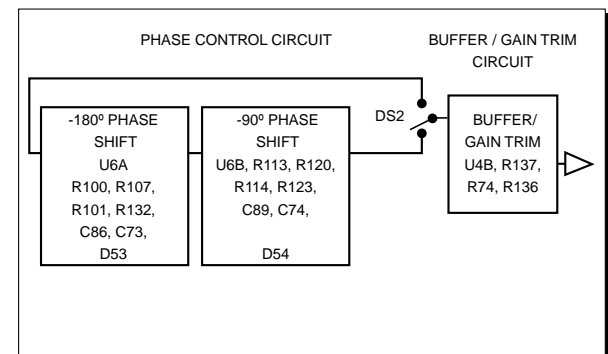 PHASE CONTROL CIRCUIT
BUFFER / GAIN TRIM
CIRCUIT
-180º PHASE
SHIFT
U6A
R100, R107,
R101, R132,
C86, C73,
D53
-90º PHASE
SHIFT
U6B, R113, R120,
R114, R123,
C89, C74,
D54
DS2
BUFFER/
GAIN TRIM
U4B, R137,
R74, R136